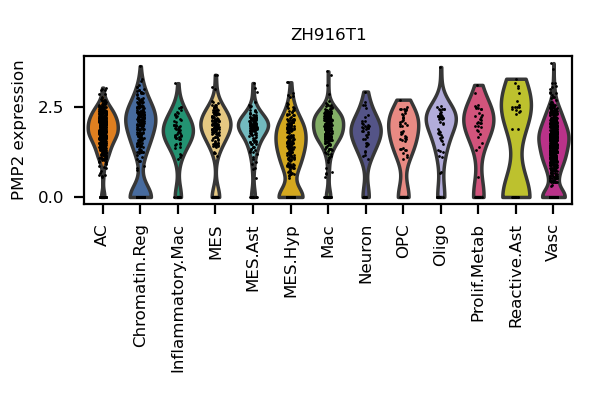 ZH916T1
PMP2 expression
2.5
0.0
AC
Chromatin.Reg
Inflammatory.Mac
MES
MES.Ast
MES.Hyp
Mac
Neuron
OPC
Oligo
Prolif.Metab
Reactive.Ast
Vasc